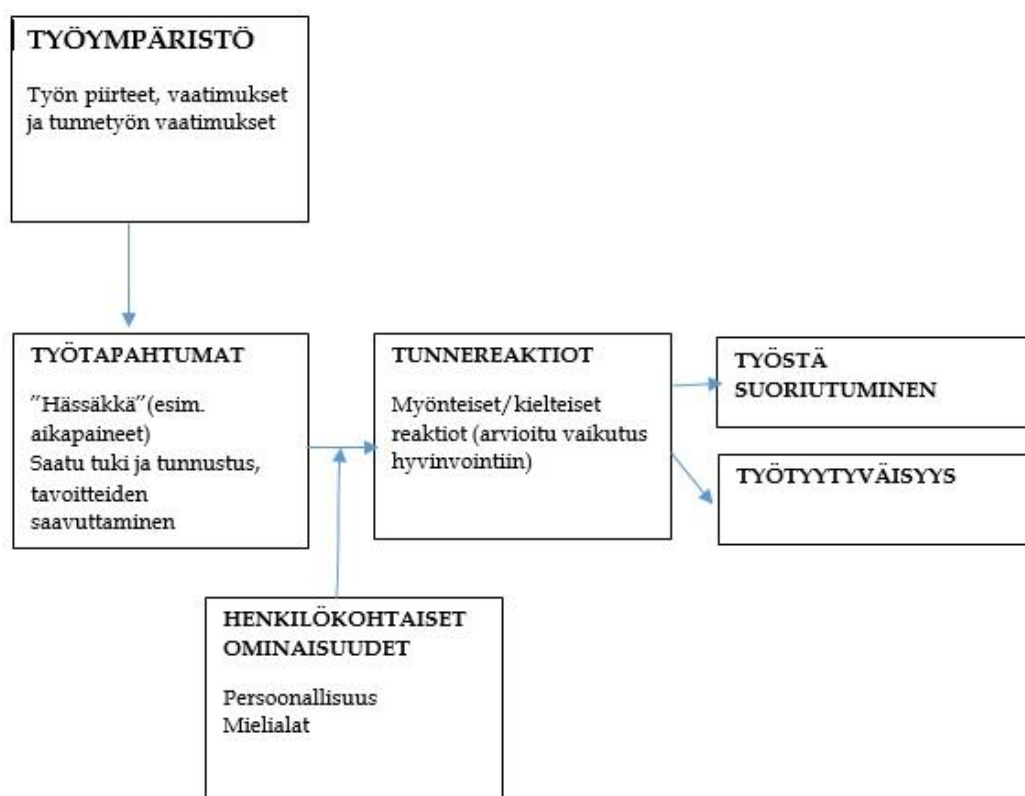 TYÖYMPÄRISTÖ
Työn piirteet, vaatimukset
ja tunnetyön vaatimukset
TYÖTAPAHTUMAT
"Hässäkkä"(esim.
aikapaineet)
Saatu tuki ja tunnustus,
tavoitteiden
saavuttaminen
TUNNEREAKTIOT
Myönteiset/kielteiset
reaktiot (arvioitu vaikutus
hyvinvointiin)
TYÖSTÄ
SUORIUTUMINEN
TYÖTYYTYVÄISYYS
HENKILÖKOHTAISET
OMINAISUUDET
Persoonallisuus
Mielialat